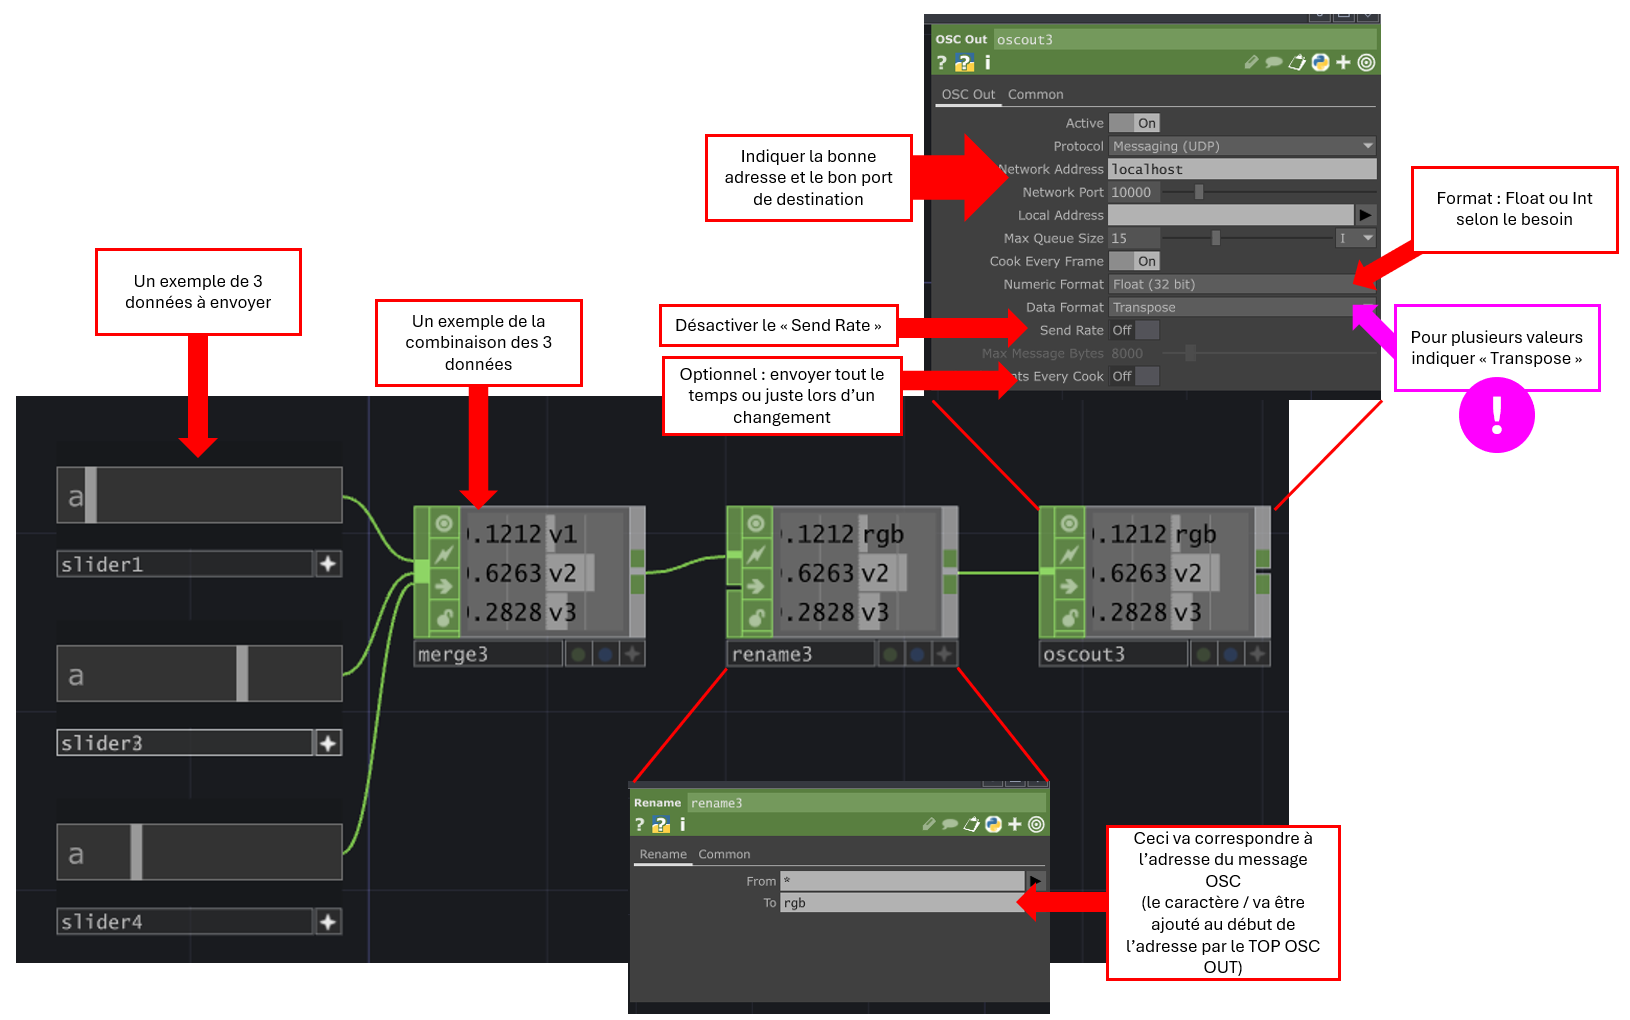 OSC Out oscout3
? ? i
OSC Out Common
Active On
Protocol Messaging (UDP)
Network Address localhost
Network Port 10000
Local Address
Max Queue Size 15 I
Cook Every Frame On
Numeric Format Float (32 bit)
Data Format Transpose
Send Rate Off
Max Message Bytes 8000
nts Every Cook Off
Indiquer la bonne
adresse et le bon port
de destination
Format : Float ou Int
selon le besoin
Désactiver le « Send Rate »
Pour plusieurs valeurs
indiquer « Transpose »
!
Optionnel : envoyer tout le
temps ou juste lors d’un
changement
Un exemple de 3
données à envoyer
Un exemple de la
combinaison des 3
données
a
slider1
a
slider3
a
slider4
.1212 v1
.6263 v2
.2828 v3
merge3
.1212 rgb
.6263 v2
.2828 v3
rename3
.1212 rgb
.6263 v2
.2828 v3
oscout3
Rename rename3
? ? i
Rename Common
From *
To rgb
Ceci va correspondre à
l’adresse du message
OSC
(le caractère / va être
ajouté au début de
l’adresse par le TOP OSC
OUT)